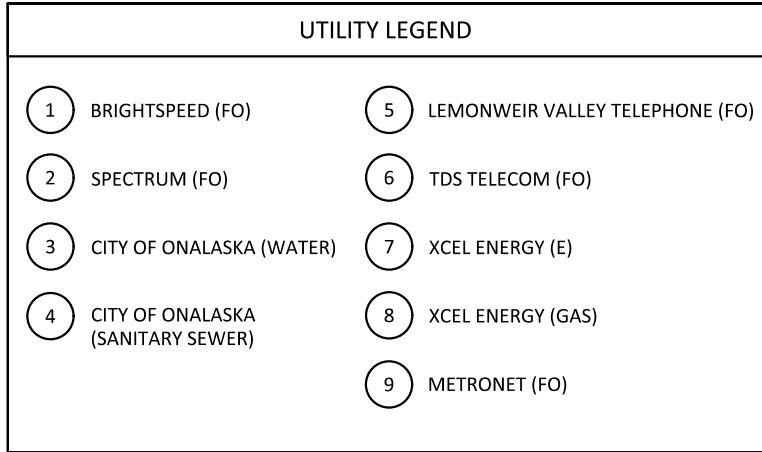 UTILITY LEGEND
1 BRIGHTSPEED (FO)
2 SPECTRUM (FO)
3 CITY OF ONALASKA (WATER)
4 CITY OF ONALASKA
(SANITARY SEWER)
5 LEMONWEIR VALLEY TELEPHONE (FO)
6 TDS TELECOM (FO)
7 XCEL ENERGY (E)
8 XCEL ENERGY (GAS)
9 METRONET (FO)